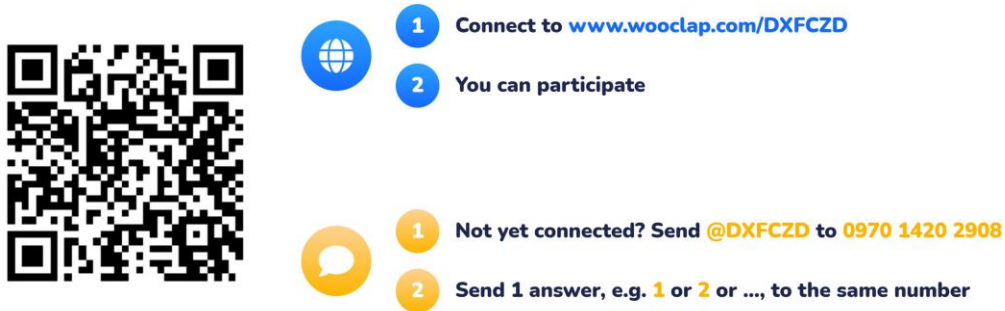 1 Connect to www.wooclap.com/DXFCZD
2 You can participate
1 Not yet connected? Send @DXFCZD to 0970 1420 2908
2 Send 1 answer, e.g. 1 or 2 or ..., to the same number